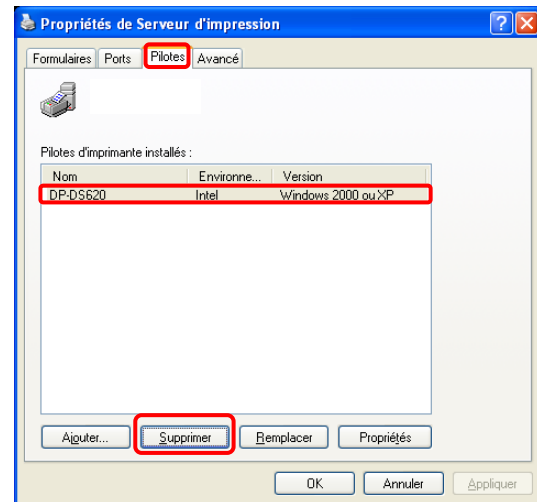 Propriétés de Serveur d'impression
Formulaires Ports Pilotes Avancé
Pilotes d'imprimante installés :
Nom Environne... Version
DP-DS620 Intel Windows 2000 ou XP
Ajouter... Supprimer Remplacer Propriétés
OK Annuler Appliquer